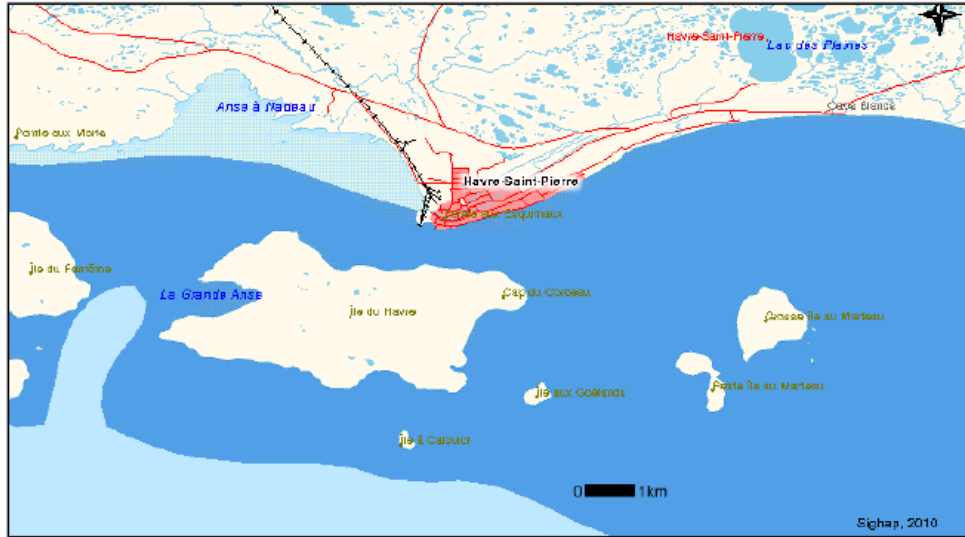 Havre-Saint-Pierre
Lac des Plaines
Anse à Nadeau
Pointe aux Morts
Havre-Saint-Pierre
Pointe aux Esquimaux
Île du Fantôme
La Grande Anse
Île du Havre
Cap du Corbeau
Grosse Île au Marteau
Île aux Goélands
Petite Île au Marteau
Île à Calculot
0 1km
Sighap, 2010